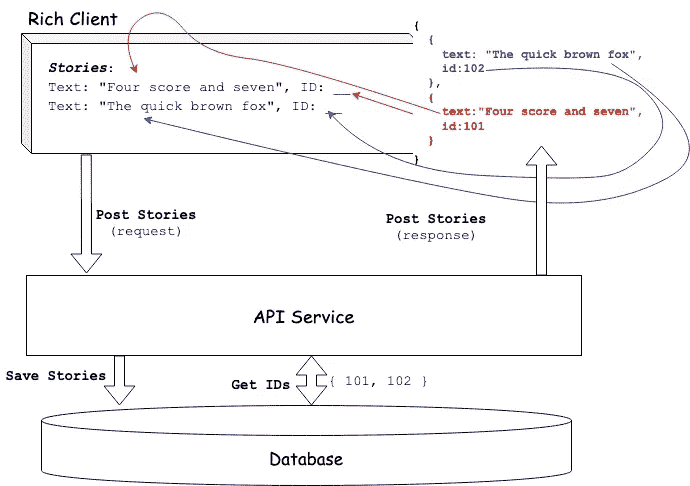 Rich Client
Stories:
Text: "Four score and seven", ID: __
Text: "The quick brown fox", ID: __
{
{
text: "The quick brown fox",
id:102
},
{
text:"Four score and seven",
id:101
}
}
Post Stories
(request)
Post Stories
(response)
API Service
Save Stories
Get IDs
{ 101, 102 }
Database